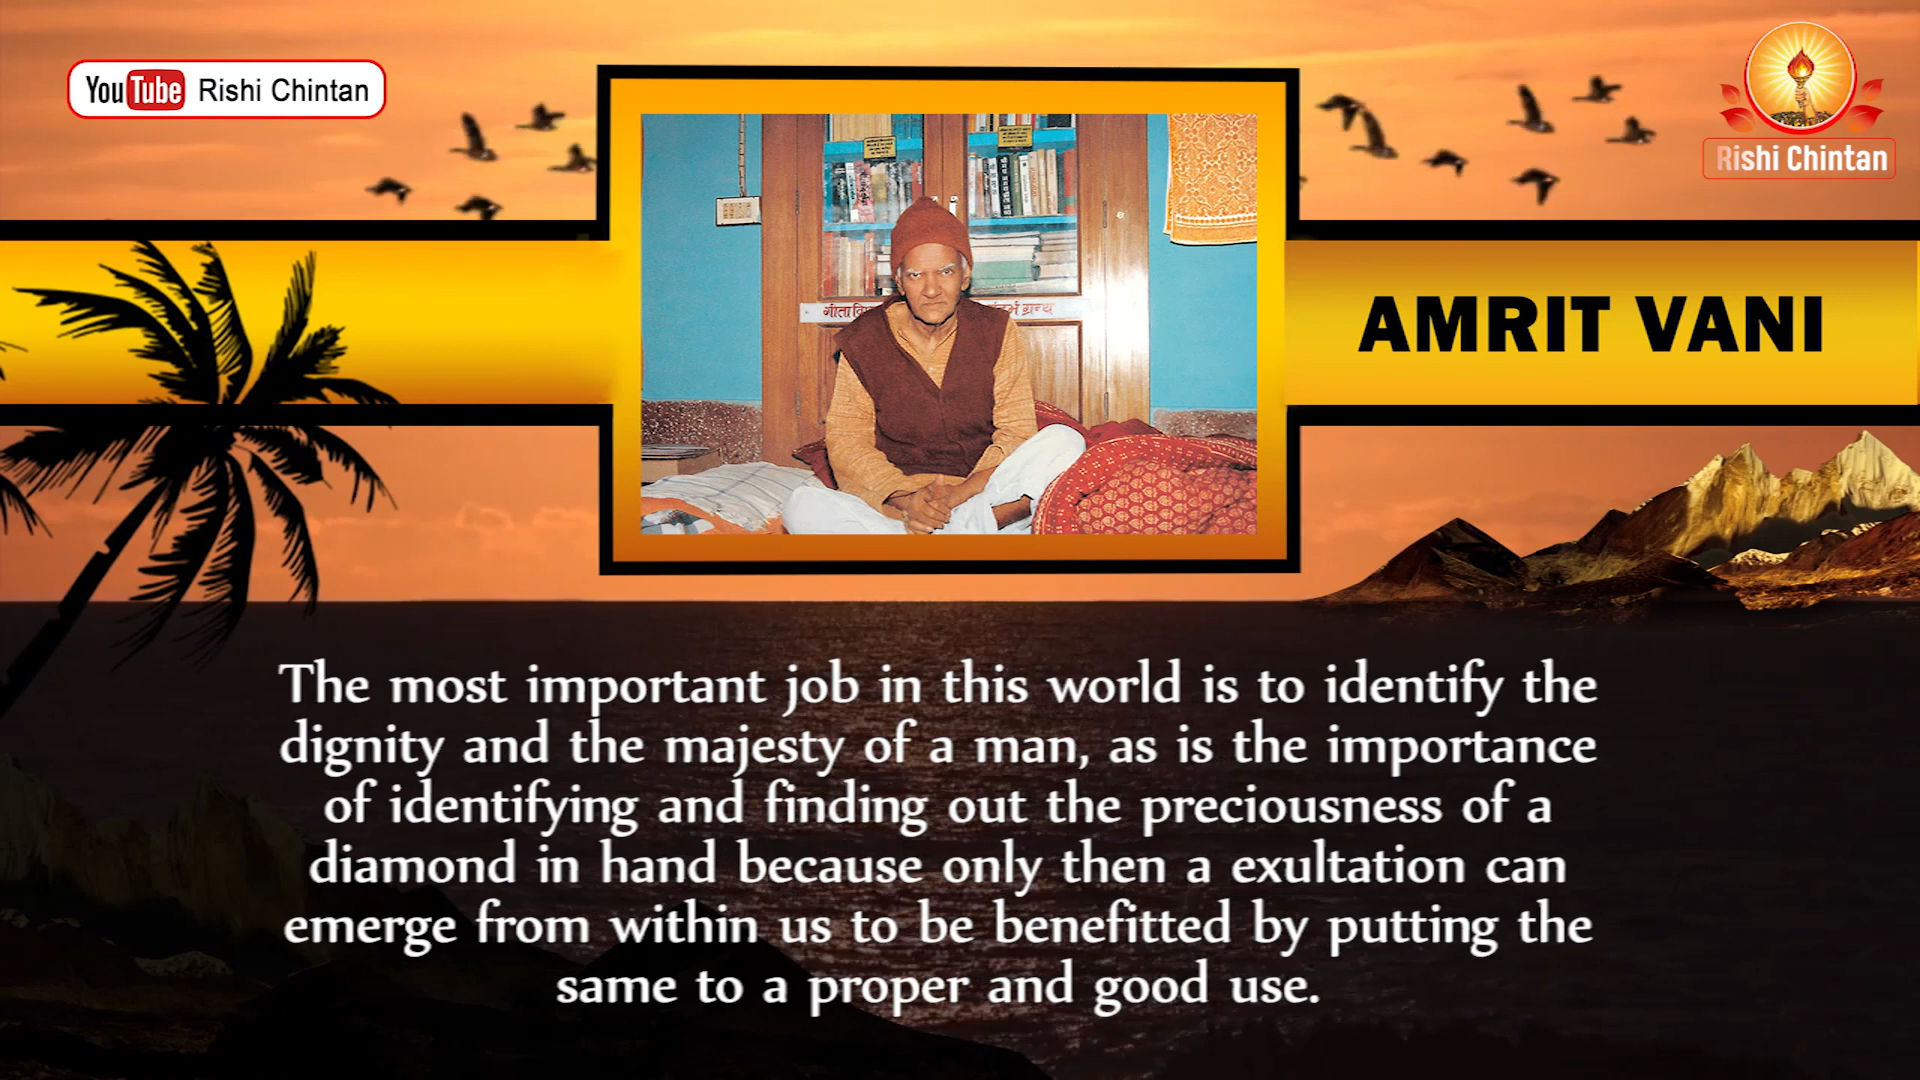 YouTube Rishi Chintan
Rishi Chintan
गीता वि
र्भ ग्रन्थ
AMRIT VANI
The most important job in this world is to identify the
dignity and the majesty of a man, as is the importance
of identifying and finding out the preciousness of a
diamond in hand because only then a exultation can
emerge from within us to be benefitted by putting the
same to a proper and good use.